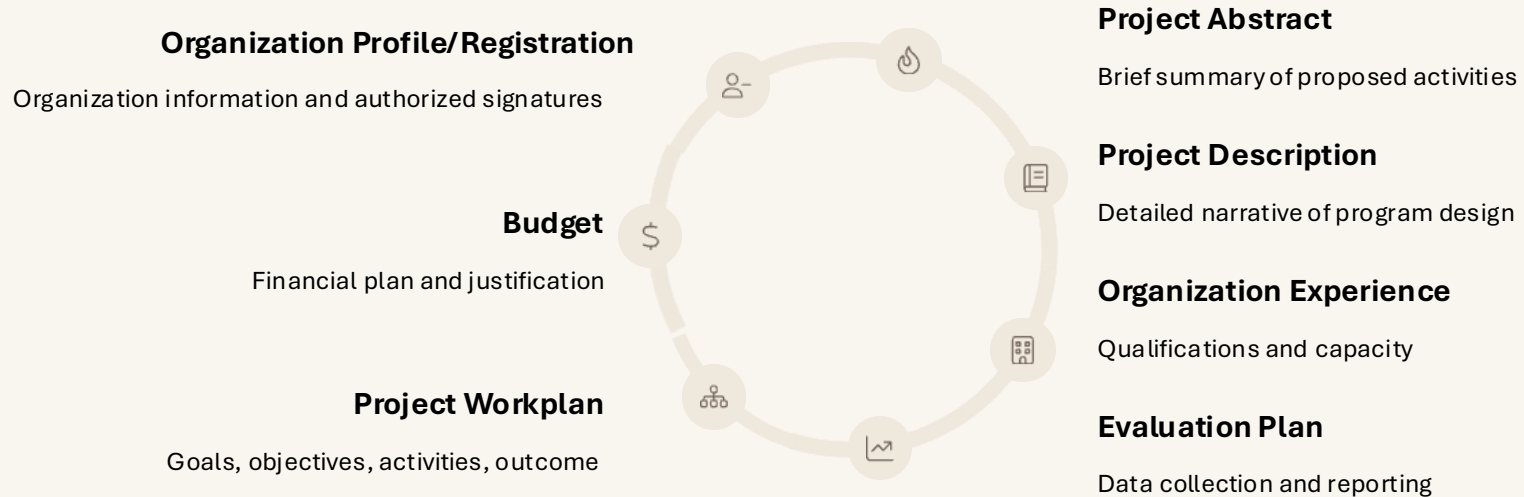 Organization Profile/Registration
Organization information and authorized signatures
Budget
Financial plan and justification
Project Workplan
Goals, objectives, activities, outcome
Project Abstract
Brief summary of proposed activities
Project Description
Detailed narrative of program design
Organization Experience
Qualifications and capacity
Evaluation Plan
Data collection and reporting
$